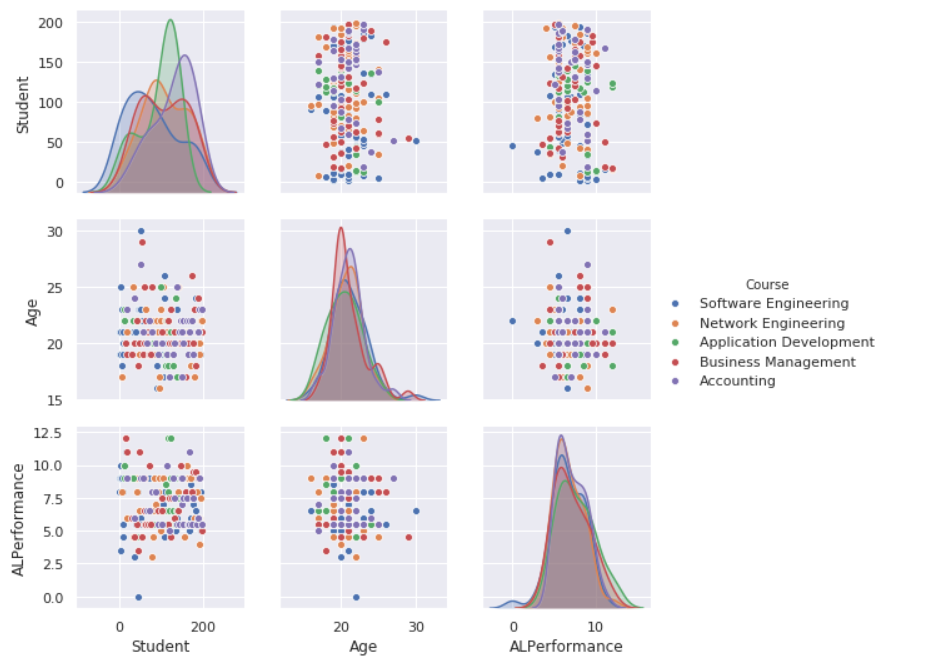 200
150
100
50
0
Student
30
25
20
15
Age
Course
Software Engineering
Network Engineering
Application Development
Business Management
Accounting
12.5
10.0
7.5
5.0
2.5
0.0
ALPerformance
0 200
Student
20 30
Age
0 10
ALPerformance